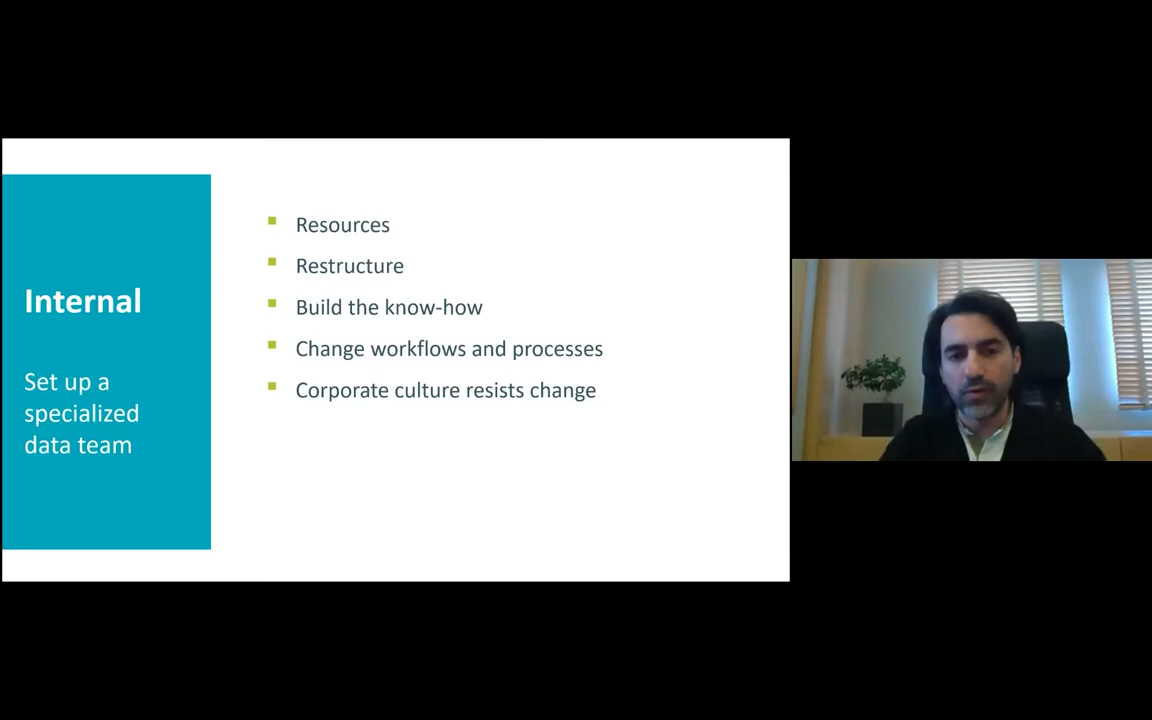 Internal
Set up a
specialized
data team
Resources
Restructure
Build the know-how
Change workflows and processes
Corporate culture resists change